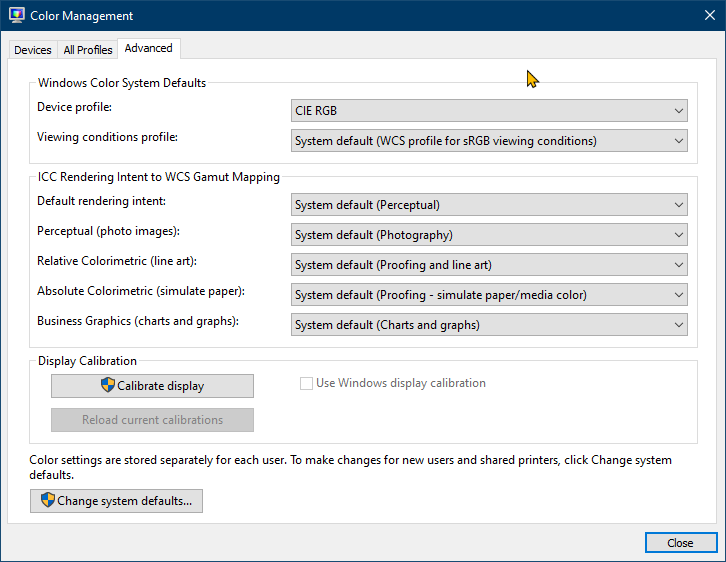 Color Management
Devices
All Profiles
Advanced
Windows Color System Defaults
Device profile:
CIE RGB
Viewing conditions profile:
System default (WCS profile for sRGB viewing conditions)
ICC Rendering Intent to WCS Gamut Mapping
Default rendering intent:
System default (Perceptual)
Perceptual (photo images):
System default (Photography)
Relative Colorimetric (line art):
System default (Proofing and line art)
Absolute Colorimetric (simulate paper):
System default (Proofing - simulate paper/media color)
Business Graphics (charts and graphs):
System default (Charts and graphs)
Display Calibration
Calibrate display
Use Windows display calibration
Reload current calibrations
Color settings are stored separately for each user. To make changes for new users and shared printers, click Change system
defaults.
Change system defaults...
Close